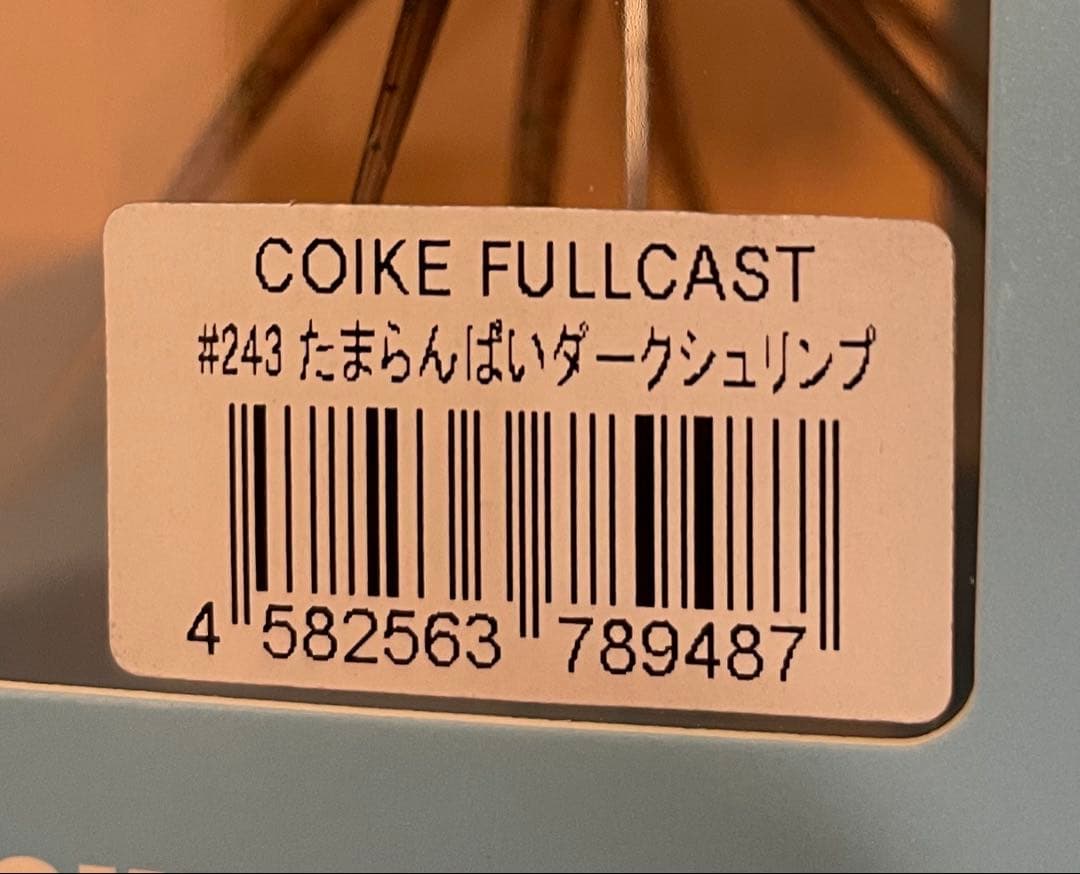 COIKE FULLCAST
#243 たまらんぱいダークシュリンプ
4 582563 789487